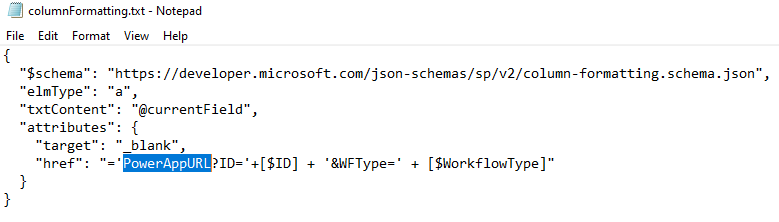 columnFormatting.txt - Notepad
File Edit Format View Help
{
"$schema": "https://developer.microsoft.com/json-schemas/sp/v2/column-formatting.schema.json",
"elmType": "a",
"txtContent": "@currentField",
"attributes": {
"target": "_blank",
"href": "='PowerAppURL?ID='+[$ID] + '&WFType=' + [$WorkflowType]"
}
}